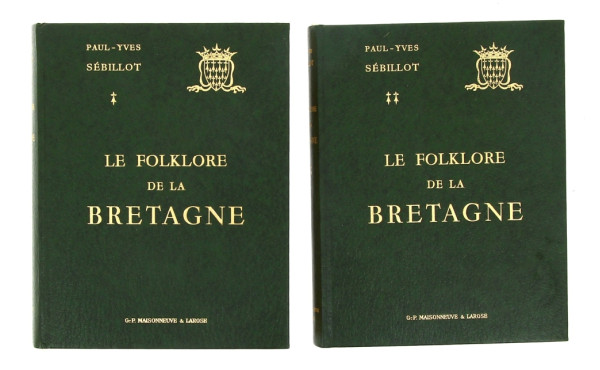 PAUL-YVES
SÉBILLOT
LE FOLKLORE
DE LA
BRETAGNE
G.-P. MAISONNEUVE & LAROSE
PAUL-YVES
SÉBILLOT
LE FOLKLORE
DE LA
BRETAGNE
G.-P. MAISONNEUVE & LAROSE